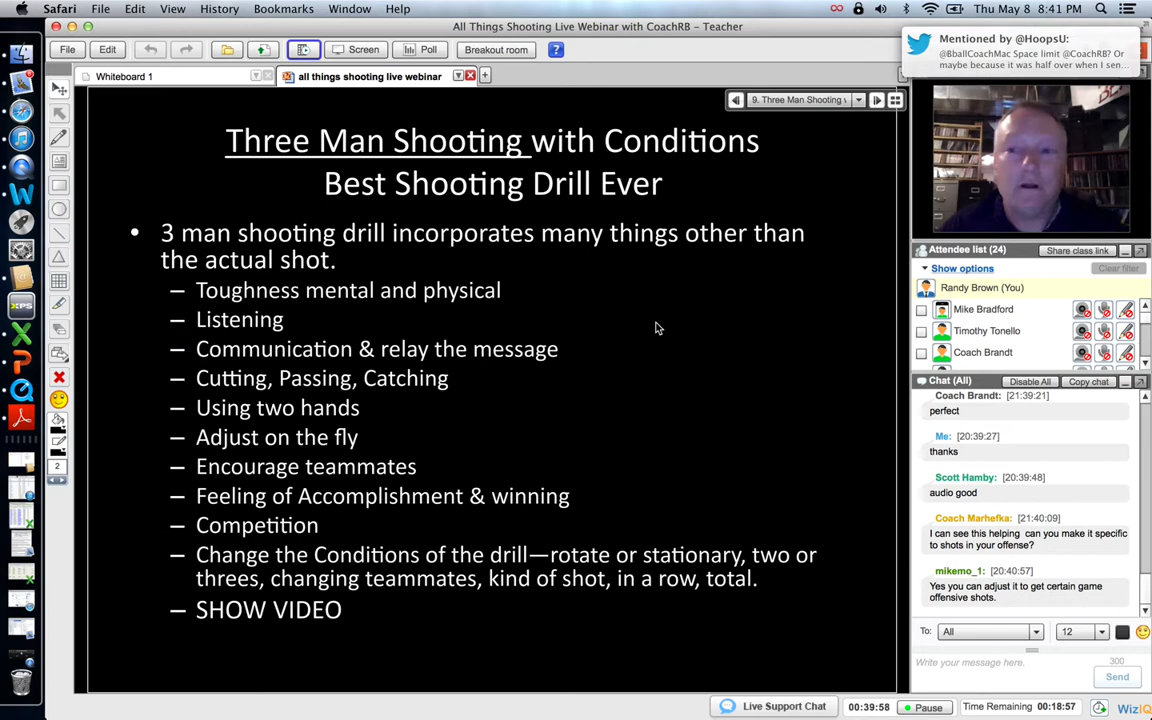 Safari File Edit View History Bookmarks Window Help Thu May 8 8:41 PM
All Things Shooting Live Webinar with CoachRB - Teacher
Mentioned by @HoopsU:
@BballCoachMac Space limit @CoachRB? Or
maybe because it was half over when I sen...
File Edit Screen Poll Breakout room ?
Whiteboard 1 all things shooting live webinar
9. Three Man Shooting
Three Man Shooting with Conditions
Best Shooting Drill Ever
• 3 man shooting drill incorporates many things other than
the actual shot.
– Toughness mental and physical
– Listening
– Communication & relay the message
– Cutting, Passing, Catching
– Using two hands
– Adjust on the fly
– Encourage teammates
– Feeling of Accomplishment & winning
– Competition
– Change the Conditions of the drill—rotate or stationary, two or
threes, changing teammates, kind of shot, in a row, total.
– SHOW VIDEO
2
Attendee list (24) Share class link
Show options Clear filter
Randy Brown (You)
Mike Bradford
Timothy Tonello
Coach Brandt
Chat (All) Disable All Copy chat
Coach Brandt: [21:39:21]
perfect
Me: [20:39:27]
thanks
Scott Hamby: [20:39:48]
audio good
Coach Marhefka: [21:40:09]
I can see this helping can you make it specific
to shots in your offense?
mikemo_1: [20:40:57]
Yes you can adjust it to get certain game
offensive shots.
To: All 12
Write your message here. 300
Send
Live Support Chat 00:39:58 Pause Time Remaining 00:18:57 WizIQ